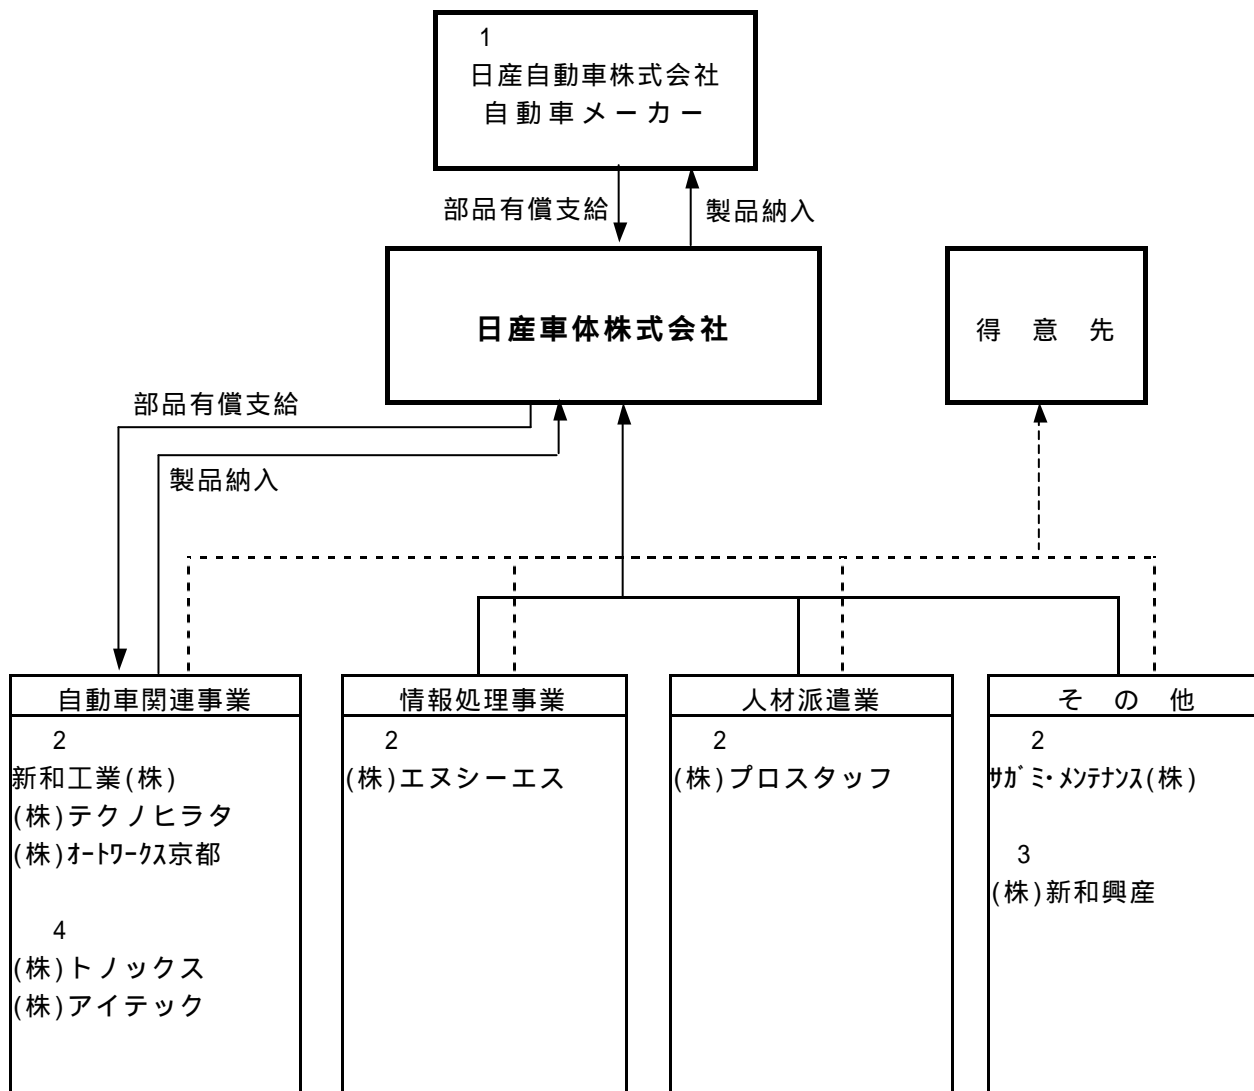 1
日産自動車株式会社
自動車メーカー
部品有償支給
製品納入
日産車体株式会社
得 意 先
部品有償支給
製品納入
自動車関連事業
2
新和工業(株)
(株)テクノヒラタ
(株)ｵｰﾄﾜｰｸｽ京都
4
(株)トノックス
(株)アイテック
情報処理事業
2
(株)エヌシーエス
人材派遣業
2
(株)プロスタッフ
そ の 他
2
ｻｶﾞﾐ･ﾒﾝﾃﾅﾝｽ(株)
3
(株)新和興産